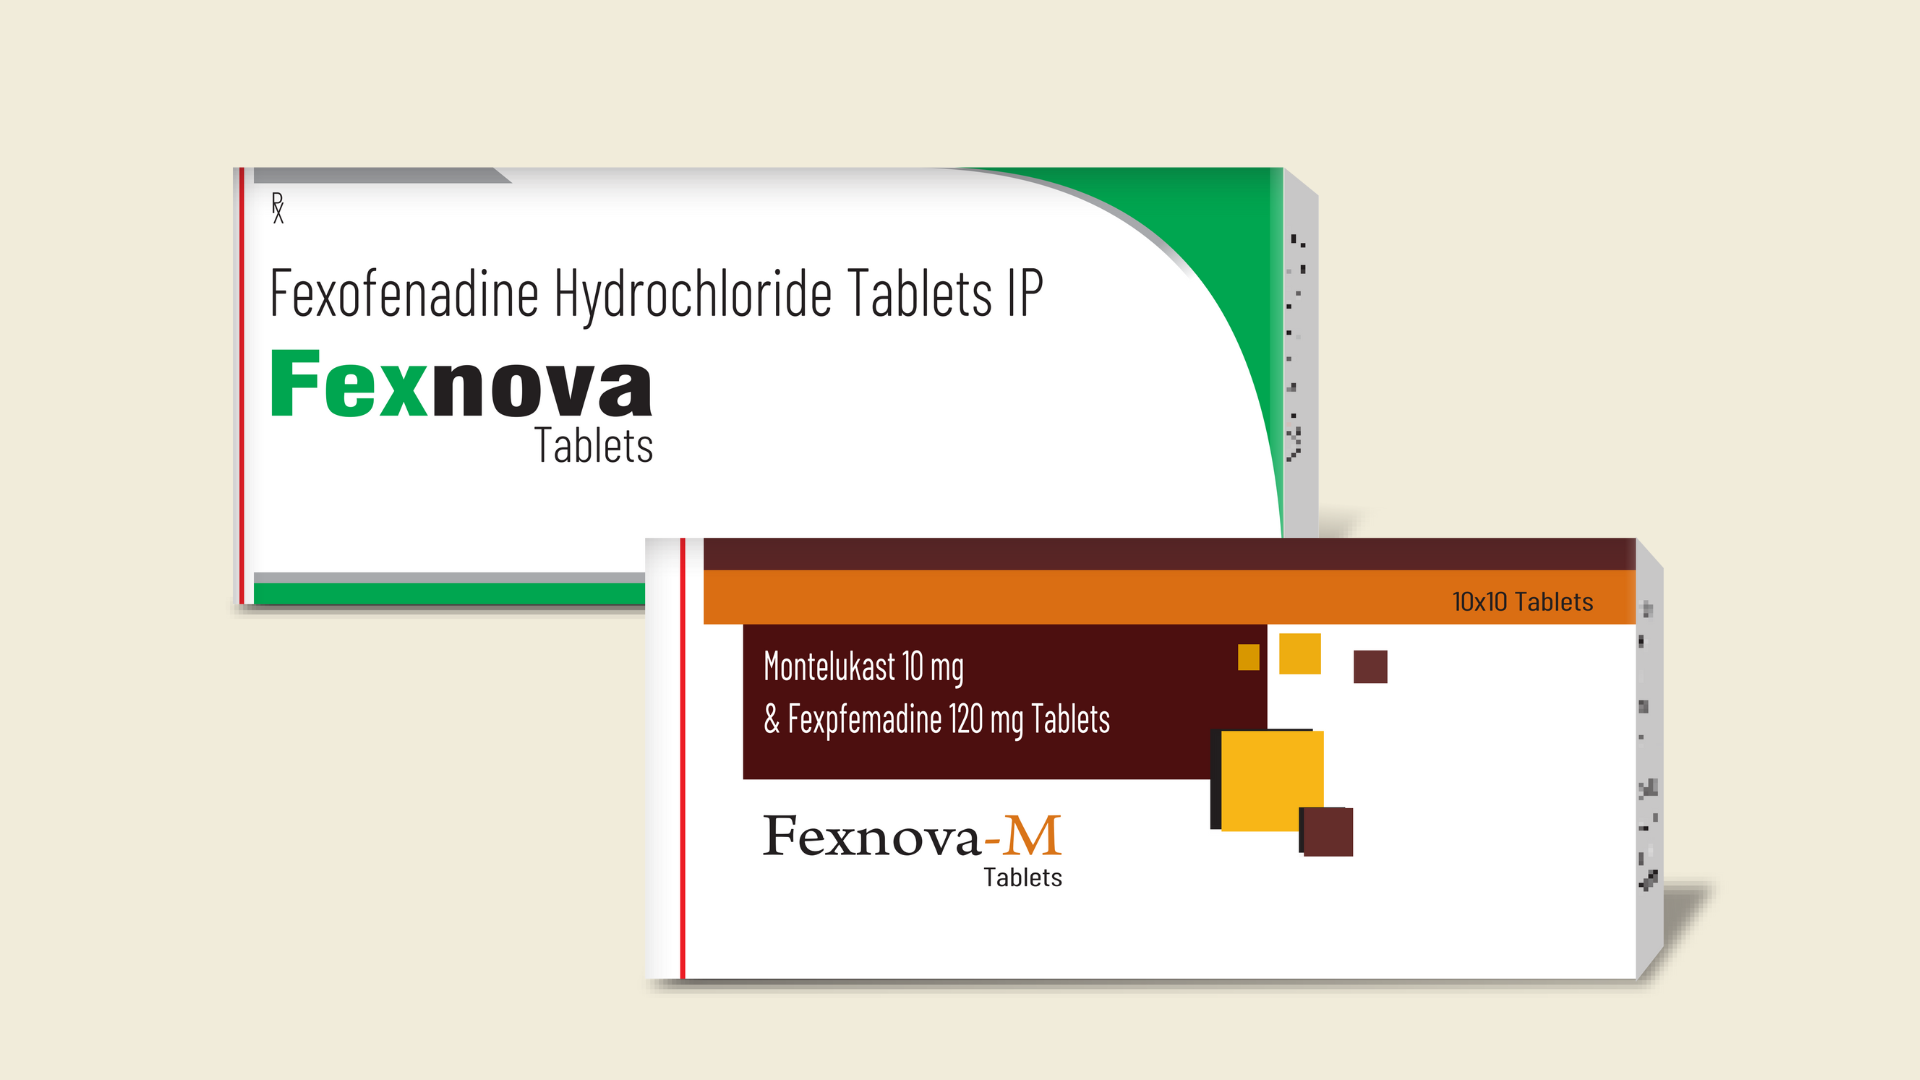 ℞
Fexofenadine Hydrochloride Tablets IP
Fexnova
Tablets
10x10 Tablets
Montelukast 10 mg
& Fexpfemadine 120 mg Tablets
Fexnova-M
Tablets